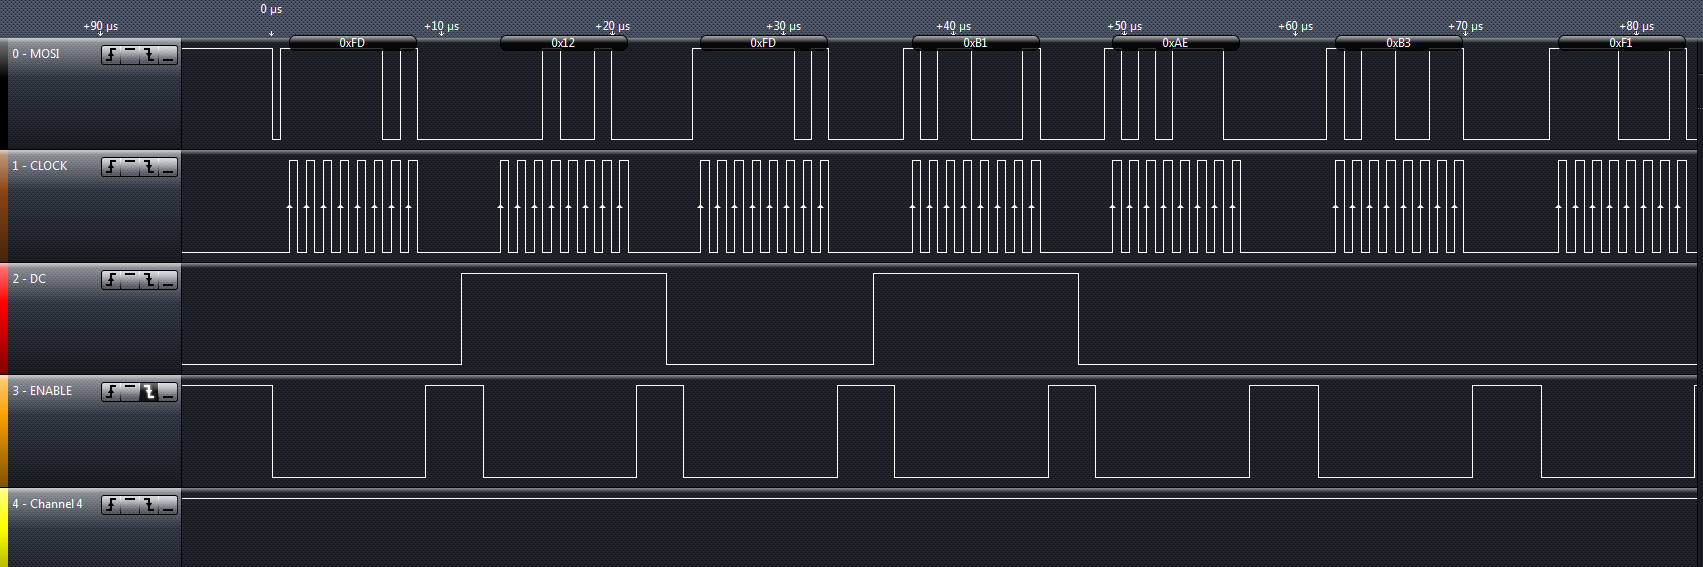 0 µs
+90 µs +10 µs +20 µs +30 µs +40 µs +50 µs +60 µs +70 µs +80 µs
0xFD 0x12 0xFD 0xB1 0xAE 0xB3 0xF1
0 - MOSI
1 - CLOCK
2 - DC
3 - ENABLE
4 - Channel 4